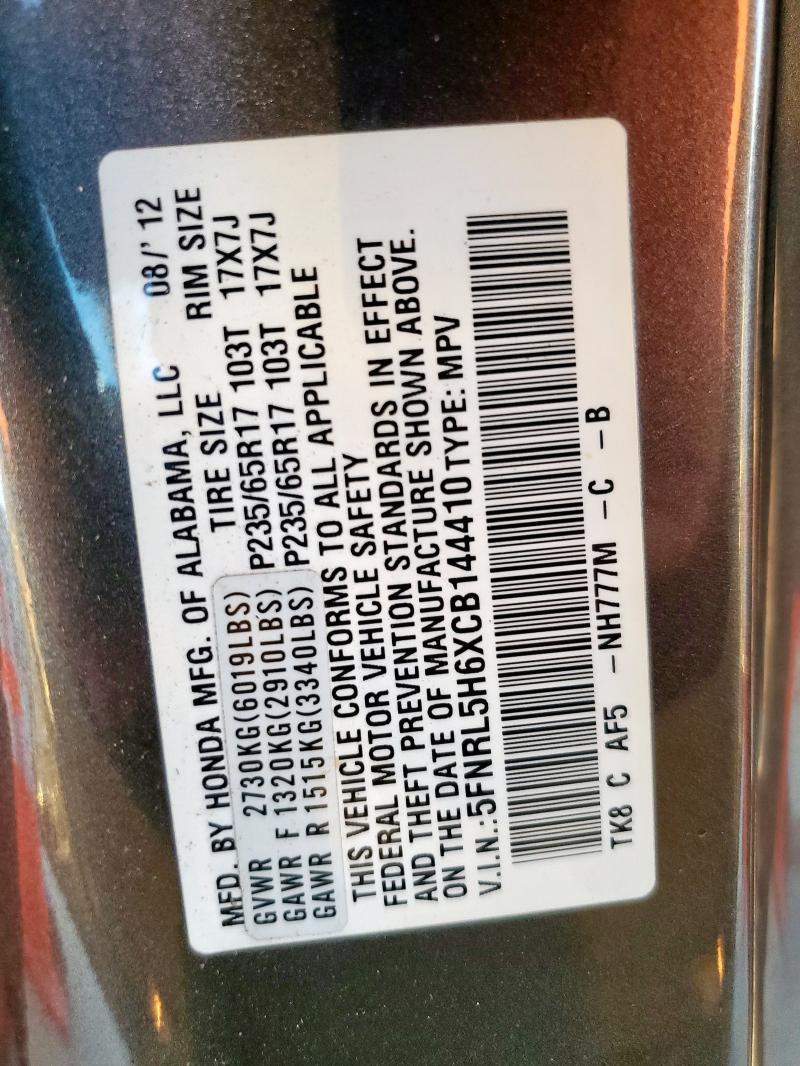 MFD. BY HONDA MFG. OF ALABAMA, LLC 08/' 12
TIRE SIZE RIM SIZE
GVWR 2730KG(6019LBS) P235/65R17 103T 17X7J
GAWR F 1320KG(2910LBS) P235/65R17 103T 17X7J
GAWR R 1515KG(3340LBS)
THIS VEHICLE CONFORMS TO ALL APPLICABLE
FEDERAL MOTOR VEHICLE SAFETY
AND THEFT PREVENTION STANDARDS IN EFFECT
ON THE DATE OF MANUFACTURE SHOWN ABOVE.
V.I.N.:5FNRL5H6XCB144410 TYPE: MPV
TK8 C AF5 –NH777M –C –B